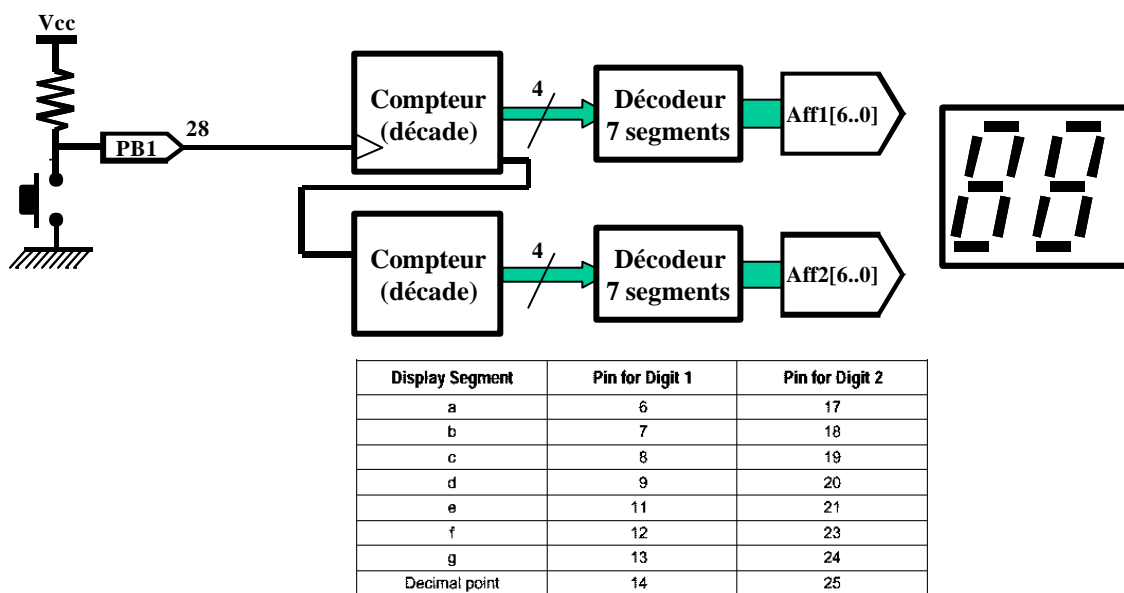 Vcc
28
PB1
Compteur
(décade)
4
Décodeur
7 segments
Aff1[6..0]
Compteur
(décade)
4
Décodeur
7 segments
Aff2[6..0]
Display Segment Pin for Digit 1 Pin for Digit 2
a 6 17
b 7 18
c 8 19
d 9 20
e 11 21
f 12 23
g 13 24
Decimal point 14 25